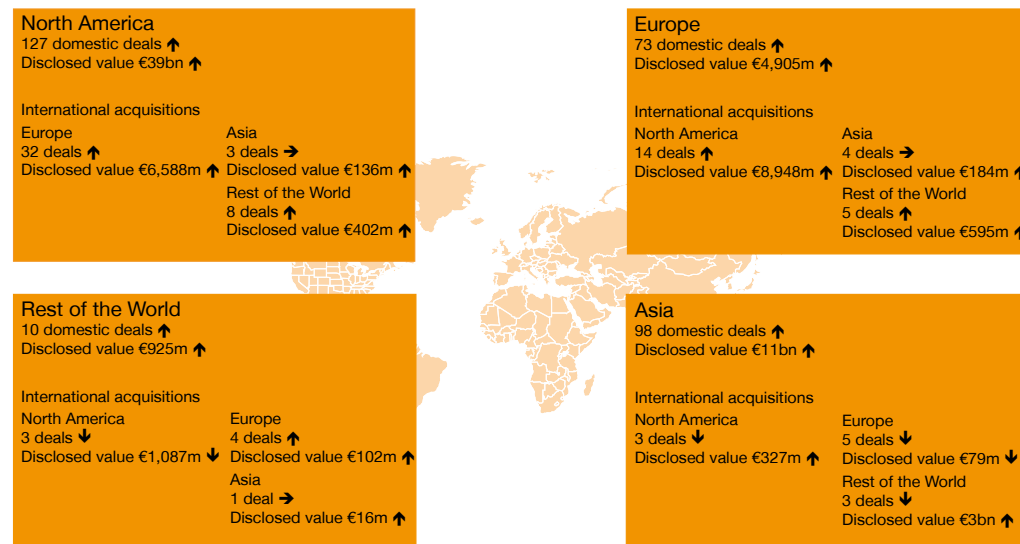 North America
127 domestic deals ↑
Disclosed value €39bn ↑
International acquisitions
Europe
32 deals ↑
Disclosed value €6,588m ↑
Asia
3 deals →
Disclosed value €136m ↑
Rest of the World
8 deals ↑
Disclosed value €402m ↑
Europe
73 domestic deals ↑
Disclosed value €4,905m ↑
International acquisitions
North America
14 deals ↑
Disclosed value €8,948m ↑
Asia
4 deals →
Disclosed value €184m ↑
Rest of the World
5 deals ↑
Disclosed value €595m ↑
Rest of the World
10 domestic deals ↑
Disclosed value €925m ↑
International acquisitions
North America
3 deals ↓
Disclosed value €1,087m ↓
Europe
4 deals ↑
Disclosed value €102m ↑
Asia
1 deal →
Disclosed value €16m ↑
Asia
98 domestic deals ↑
Disclosed value €11bn ↑
International acquisitions
North America
3 deals ↓
Disclosed value €327m ↑
Europe
5 deals ↓
Disclosed value €79m ↓
Rest of the World
3 deals ↓
Disclosed value €3bn ↑